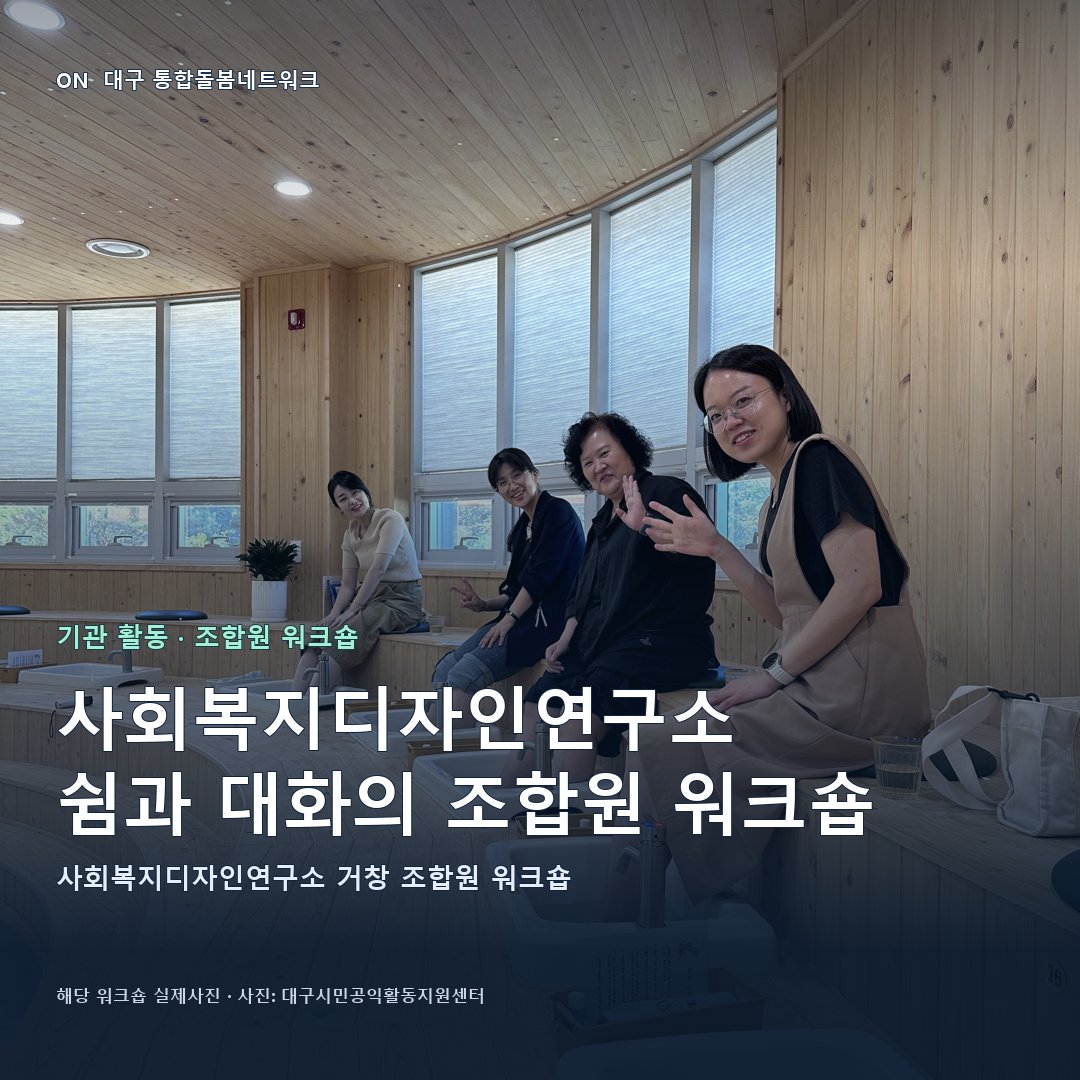 ON 대구 통합돌봄네트워크
기관 활동 · 조합원 워크숍
사회복지디자인연구소
쉼과 대화의 조합원 워크숍
사회복지디자인연구소 거창 조합원 워크숍
해당 워크숍 실제사진 · 사진: 대구시민공익활동지원센터